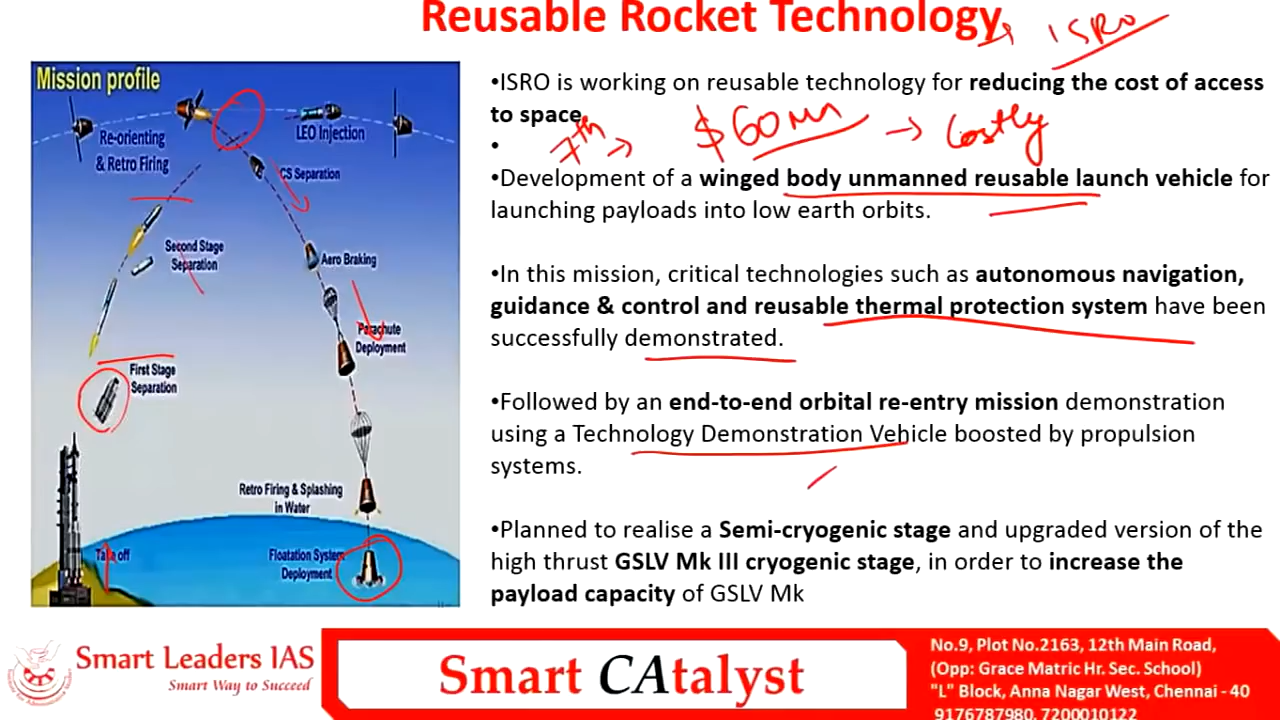 Reusable Rocket Technology
→ ISRO
Mission profile
Re-orienting
& Retro Firing
LEO Injection
CS Separation
Second Stage
Separation
Aero Braking
Parachute
Deployment
First Stage
Separation
Retro Firing & Splashing
in Water
Take off
Floatation System
Deployment
•ISRO is working on reusable technology for reducing the cost of access
to space.
•
7th → $60Mn → Costly
•Development of a winged body unmanned reusable launch vehicle for
launching payloads into low earth orbits.
•In this mission, critical technologies such as autonomous navigation,
guidance & control and reusable thermal protection system have been
successfully demonstrated.
•Followed by an end-to-end orbital re-entry mission demonstration
using a Technology Demonstration Vehicle boosted by propulsion
systems.
•Planned to realise a Semi-cryogenic stage and upgraded version of the
high thrust GSLV Mk III cryogenic stage, in order to increase the
payload capacity of GSLV Mk
Smart Leaders IAS
Smart Way to Succeed
Smart CAtalyst
No.9, Plot No.2163, 12th Main Road,
(Opp: Grace Matric Hr. Sec. School)
"L" Block, Anna Nagar West, Chennai - 40
9176787980, 7200010122